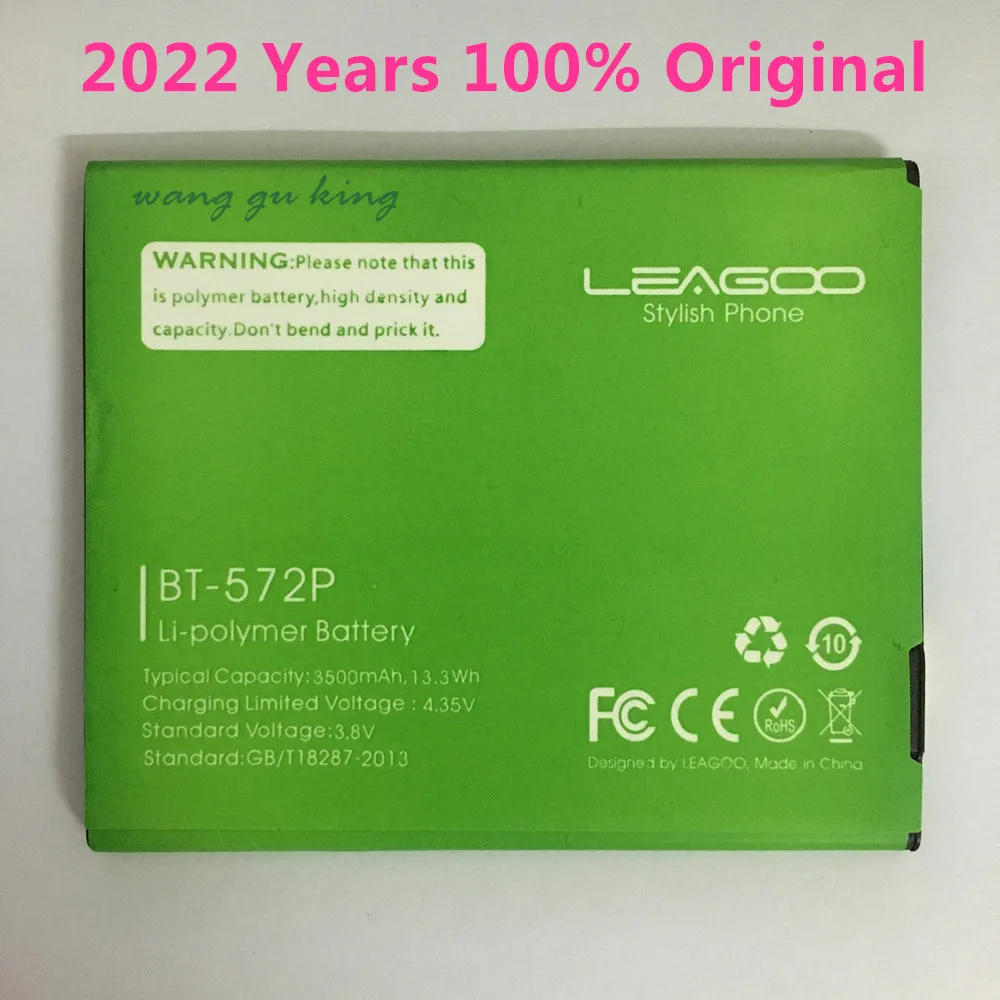 2022 Years 100% Original
wang gu king
WARNING:Please note that this
is polymer battery,high density and
capacity.Don't bend and prick it.
LEAGOO
Stylish Phone
BT-572P
Li-polymer Battery
Typical Capacity:3500mAh,13.3Wh
Charging Limited Voltage : 4.35V
Standard Voltage:3.8V
Standard:GB/T18287-2013
10
FC CE RoHS
Designed by LEAGOO, Made in China